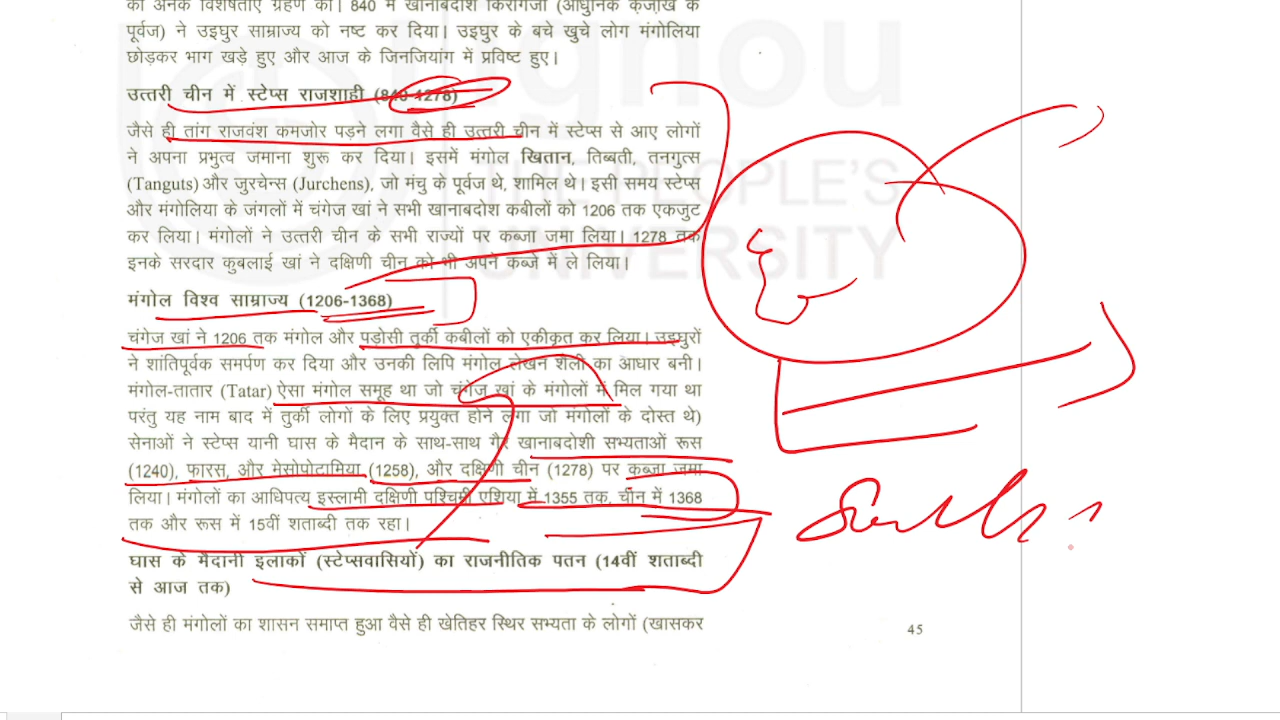 की अनेक विशेषताएं ग्रहण की। 840 में खानाबदोश किरगिजों (आधुनिक कज़ाख के
पूर्वज) ने उइघुर साम्राज्य को नष्ट कर दिया। उइघुर के बचे खुचे लोग मंगोलिया
छोड़कर भाग खड़े हुए और आज के जिनजियांग में प्रविष्ट हुए।
उत्तरी चीन में स्टेप्स राजशाही (840-1278)
जैसे ही तांग राजवंश कमजोर पड़ने लगा वैसे ही उत्तरी चीन में स्टेप्स से आए लोगों
ने अपना प्रभुत्व जमाना शुरू कर दिया। इसमें मंगोल खितान, तिब्बती, तनगुत्स
(Tanguts) और जुरचेन्स (Jurchens), जो मंचु के पूर्वज थे, शामिल थे। इसी समय स्टेप्स
और मंगोलिया के जंगलों में चंगेज खां ने सभी खानाबदोश कबीलों को 1206 तक एकजुट
कर लिया। मंगोलों ने उत्तरी चीन के सभी राज्यों पर कब्जा जमा लिया। 1278 तक
इनके सरदार कुबलाई खां ने दक्षिणी चीन को भी अपने कब्जे में ले लिया।
मंगोल विश्व साम्राज्य (1206-1368)
चंगेज खां ने 1206 तक मंगोल और पड़ोसी तुर्की कबीलों को एकीकृत कर लिया। उइघुरों
ने शांतिपूर्वक समर्पण कर दिया और उनकी लिपि मंगोल लेखन शैली का आधार बनी।
मंगोल-तातार (Tatar) ऐसा मंगोल समूह था जो चंगेज खां के मंगोलों में मिल गया था
परंतु यह नाम बाद में तुर्की लोगों के लिए प्रयुक्त होने लगा जो मंगोलों के दोस्त थे)
सेनाओं ने स्टेप्स यानी घास के मैदान के साथ-साथ गैर खानाबदोशी सभ्यताओं रूस
(1240), फारस, और मेसोपोटामिया (1258), और दक्षिणी चीन (1278) पर कब्जा जमा
लिया। मंगोलों का आधिपत्य इस्लामी दक्षिणी पश्चिमी एशिया में 1355 तक, चीन में 1368
तक और रूस में 15वीं शताब्दी तक रहा।
घास के मैदानी इलाकों (स्टेप्सवासियों) का राजनीतिक पतन (14वीं शताब्दी
से आज तक)
जैसे ही मंगोलों का शासन समाप्त हुआ वैसे ही खेतिहर स्थिर सभ्यता के लोगों (खासकर
45
ignou
THE PEOPLE'S
UNIVERSITY